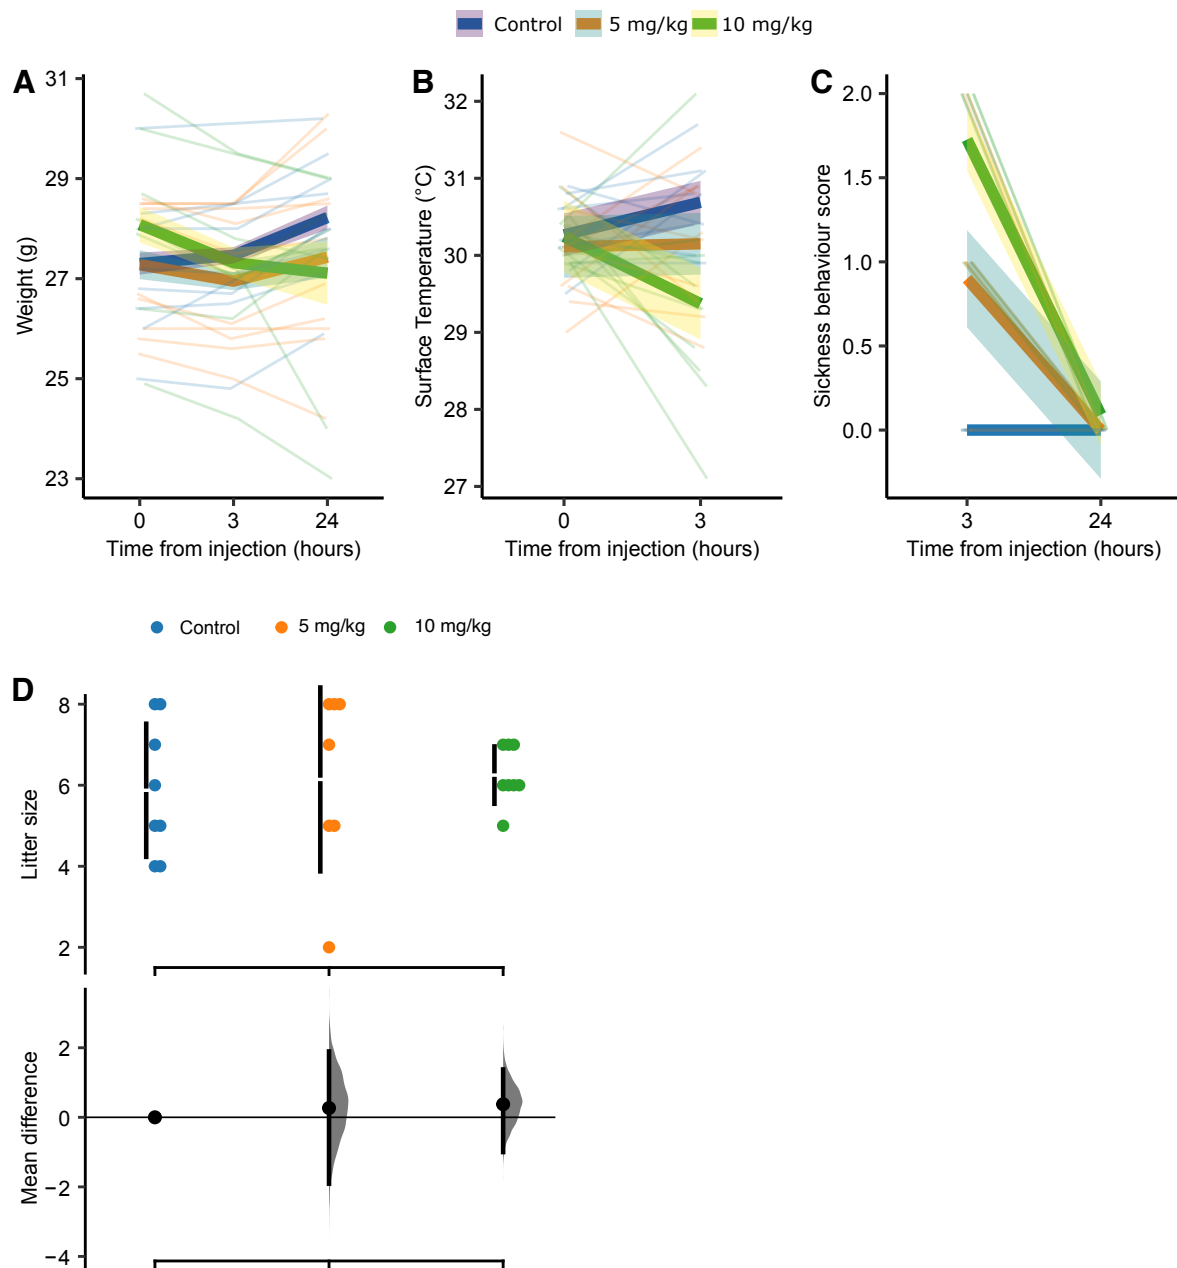 Control 5 mg/kg 10 mg/kg
A
31
29
27
25
23
Weight (g)
0 3 24
Time from injection (hours)
B
32
31
30
29
28
27
Surface Temperature (°C)
0 3
Time from injection (hours)
C
2.0
1.5
1.0
0.5
0.0
Sickness behaviour score
3 24
Time from injection (hours)
Control 5 mg/kg 10 mg/kg
D
8
6
4
2
Litter size
2
0
−2
−4
Mean difference